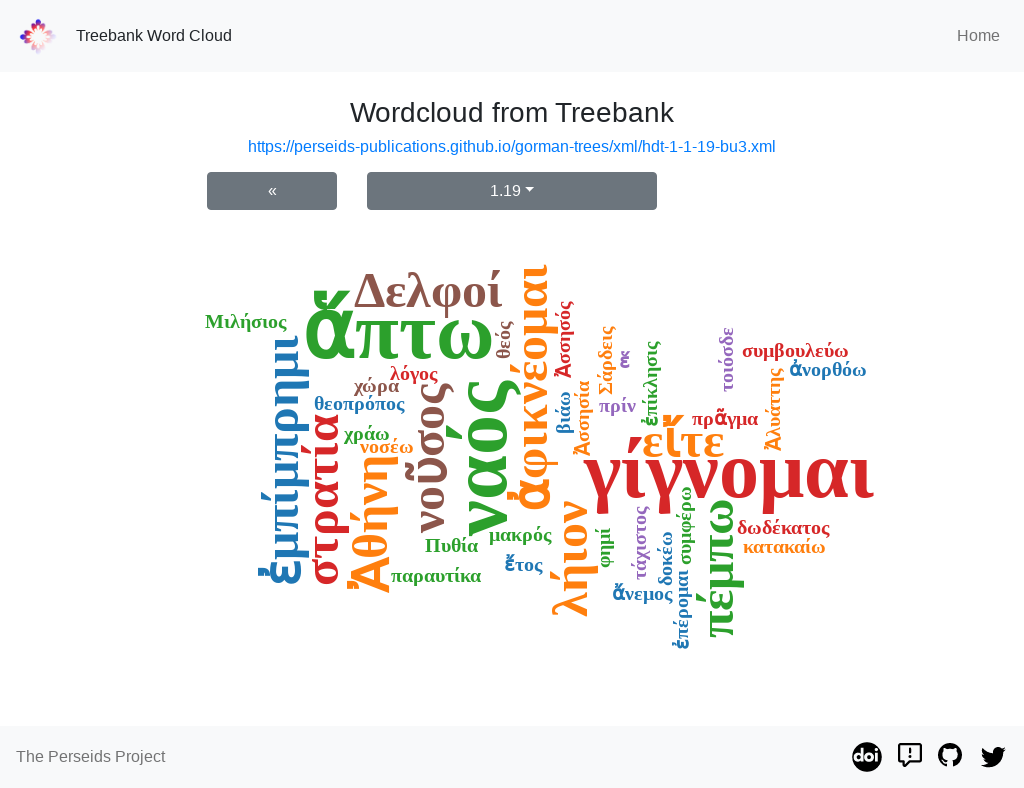 Treebank Word Cloud
Home
Wordcloud from Treebank
https://perseids-publications.github.io/gorman-trees/xml/hdt-1-1-19-bu3.xml
«
1.19
Δελφοί
ἅπτω
Μιλήσιος
θεός
ἀφικνέομαι
Ἀσσησός
Σάρδεις
ἐς
ἐπίκλησις
τοιόσδε
συμβουλεύω
ἀνορθόω
Ἀλυάττης
λόγος
χώρα
θεοπρόπος
χράω
νοσέω
ἐμπίμπρημι
στρατία
Ἀθήνη
νοῦσος
ναός
βιάω
Ἀσσησία
πρίν
πρᾶγμα
εἴτε
γίγνομαι
Πυθία
μακρός
ἔτος
παραυτίκα
λήιον
φημί
τάχιστος
συμφέρω
δοκέω
ἄνεμος
ἐπέρομαι
πέμπω
δωδέκατος
κατακαίω
The Perseids Project
doi